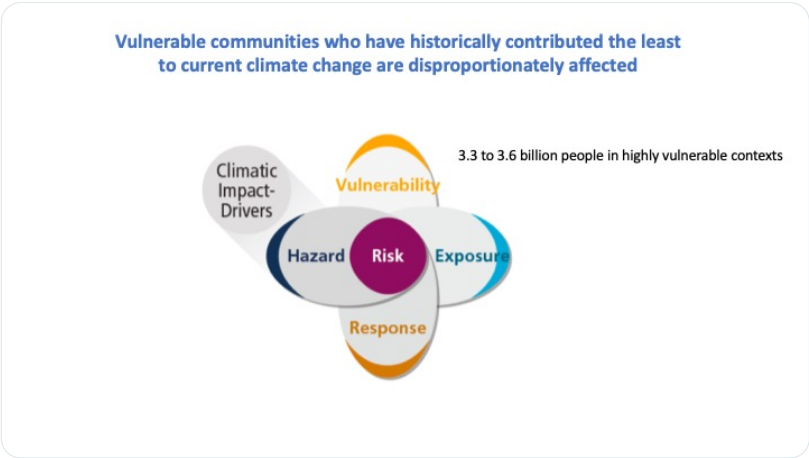 Vulnerable communities who have historically contributed the least
to current climate change are disproportionately affected
3.3 to 3.6 billion people in highly vulnerable contexts
Climatic
Impact-
Drivers
Vulnerability
Hazard
Risk
Exposure
Response